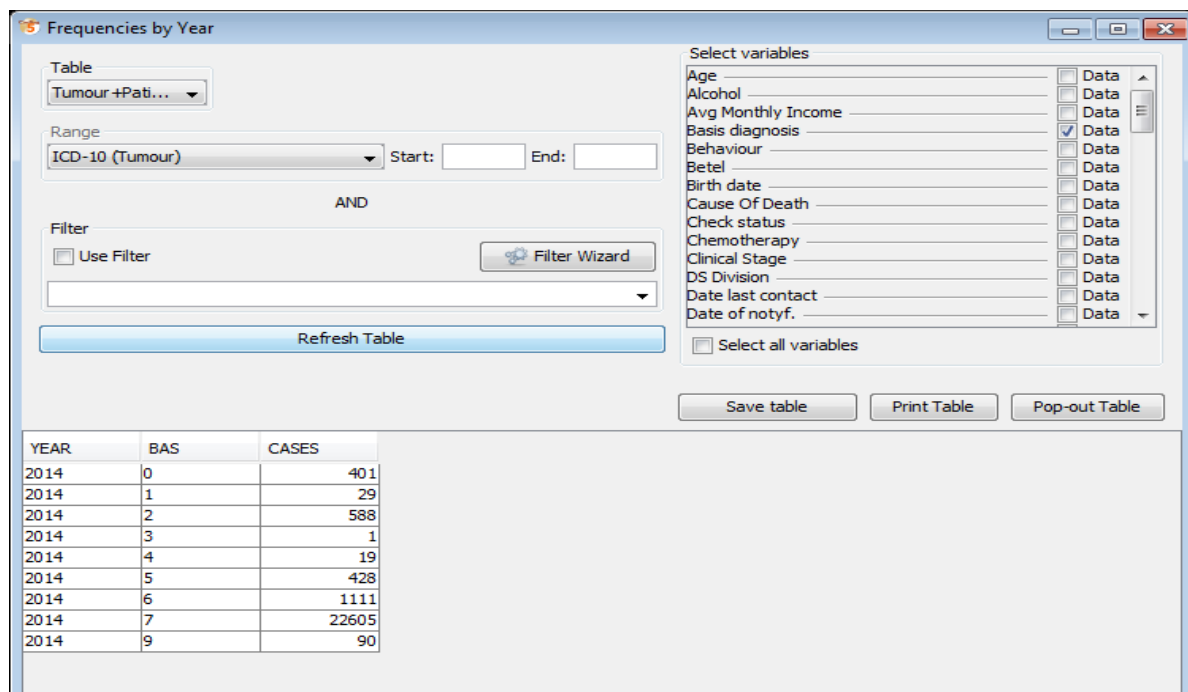 Frequencies by Year
Table
Tumour+Pati...
Range
ICD-10 (Tumour) Start: End:
AND
Filter
Use Filter Filter Wizard
Refresh Table
Select variables
Age Data
Alcohol Data
Avg Monthly Income Data
Basis diagnosis Data
Behaviour Data
Betel Data
Birth date Data
Cause Of Death Data
Check status Data
Chemotherapy Data
Clinical Stage Data
DS Division Data
Date last contact Data
Date of notyf. Data
Select all variables
Save table Print Table Pop-out Table
YEAR BAS CASES
2014 0 401
2014 1 29
2014 2 588
2014 3 1
2014 4 19
2014 5 428
2014 6 1111
2014 7 22605
2014 9 90